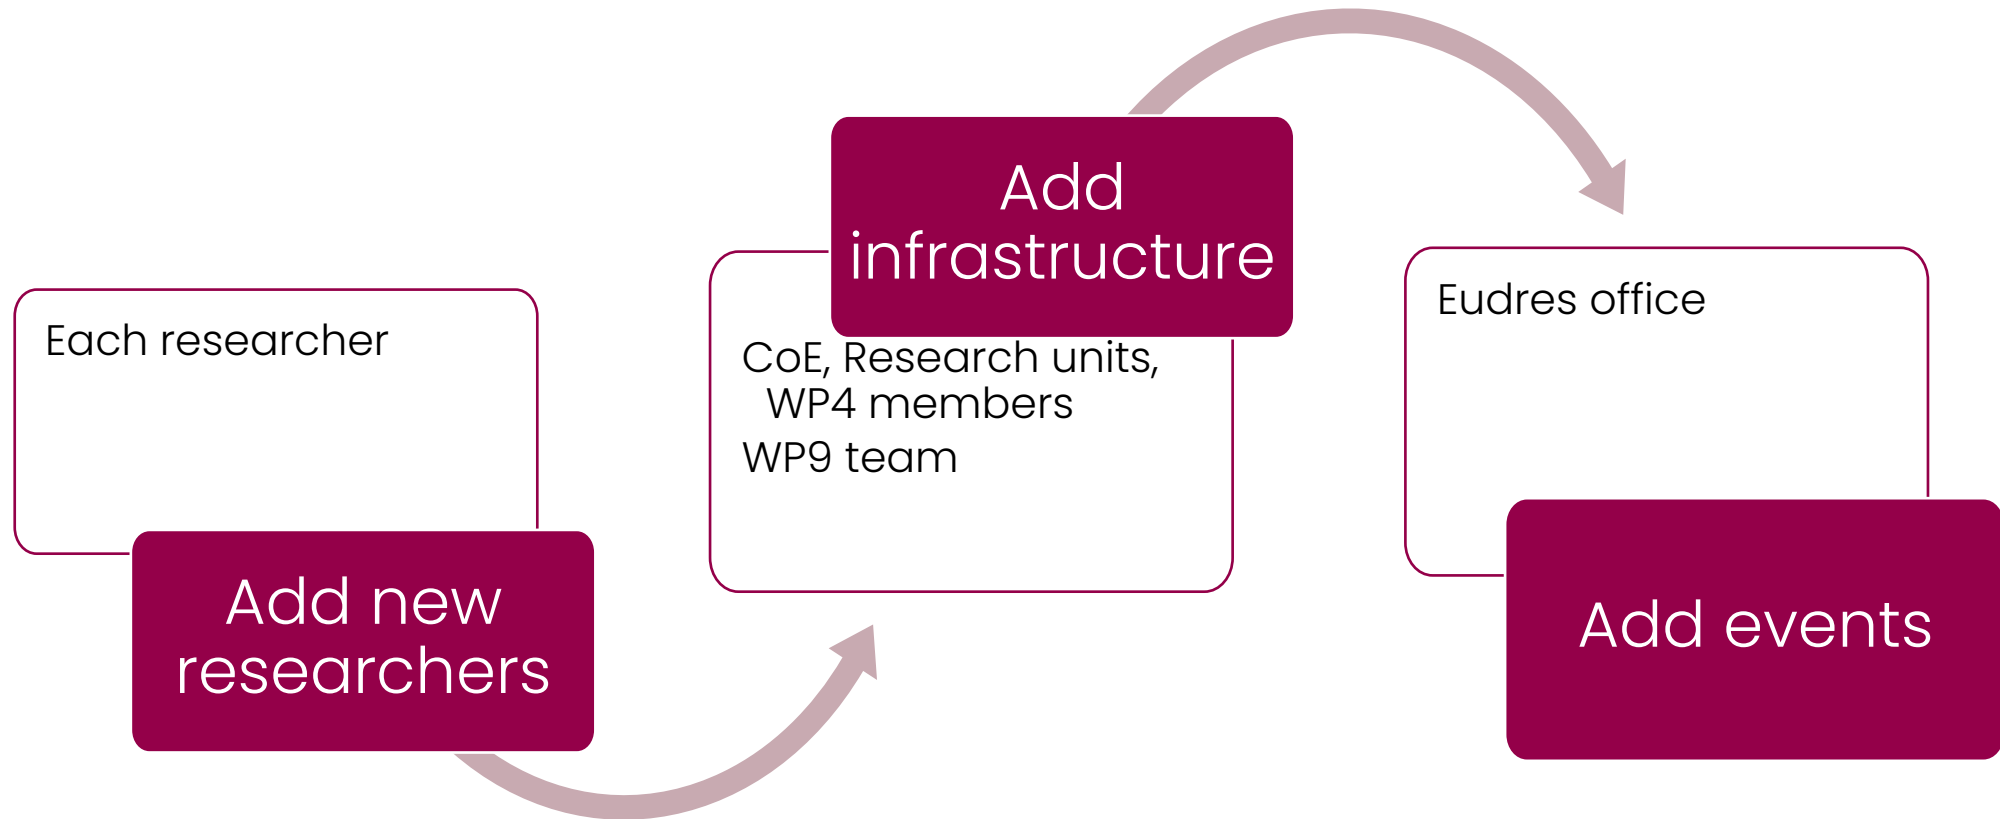 Each researcher
Add new
researchers
Add
infrastructure
CoE, Research units,
WP4 members
WP9 team
Eudres office
Add events